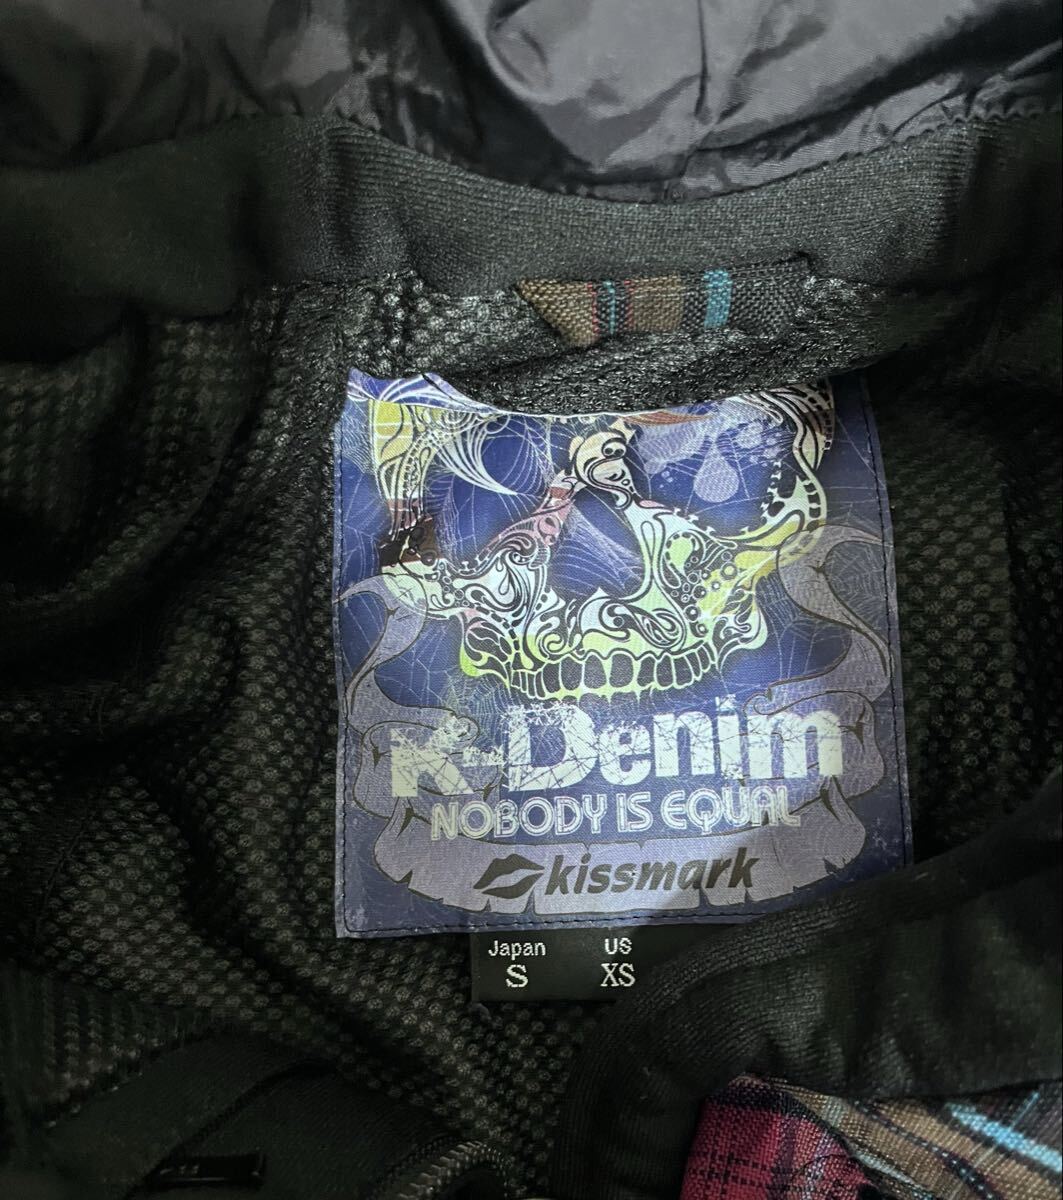 K-Denim
NOBODY IS EQUAL
kissmark
Japan US
S XS